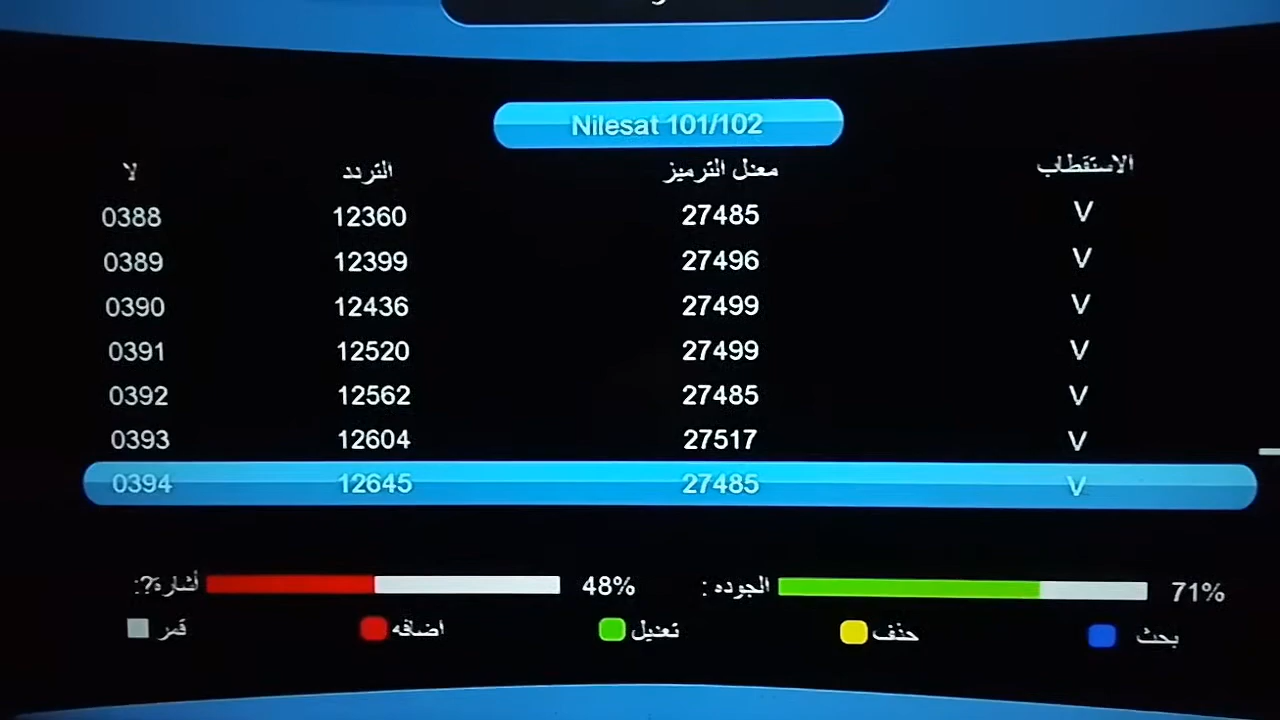 Nilesat 101/102
لا التردد معدل الترميز الاستقطاب
0388 12360 27485 V
0389 12399 27496 V
0390 12436 27499 V
0391 12520 27499 V
0392 12562 27485 V
0393 12604 27517 V
0394 12645 27485 V
أشارة?: 48% الجوده : 71%
قمر اضافه تعديل حذف بحث